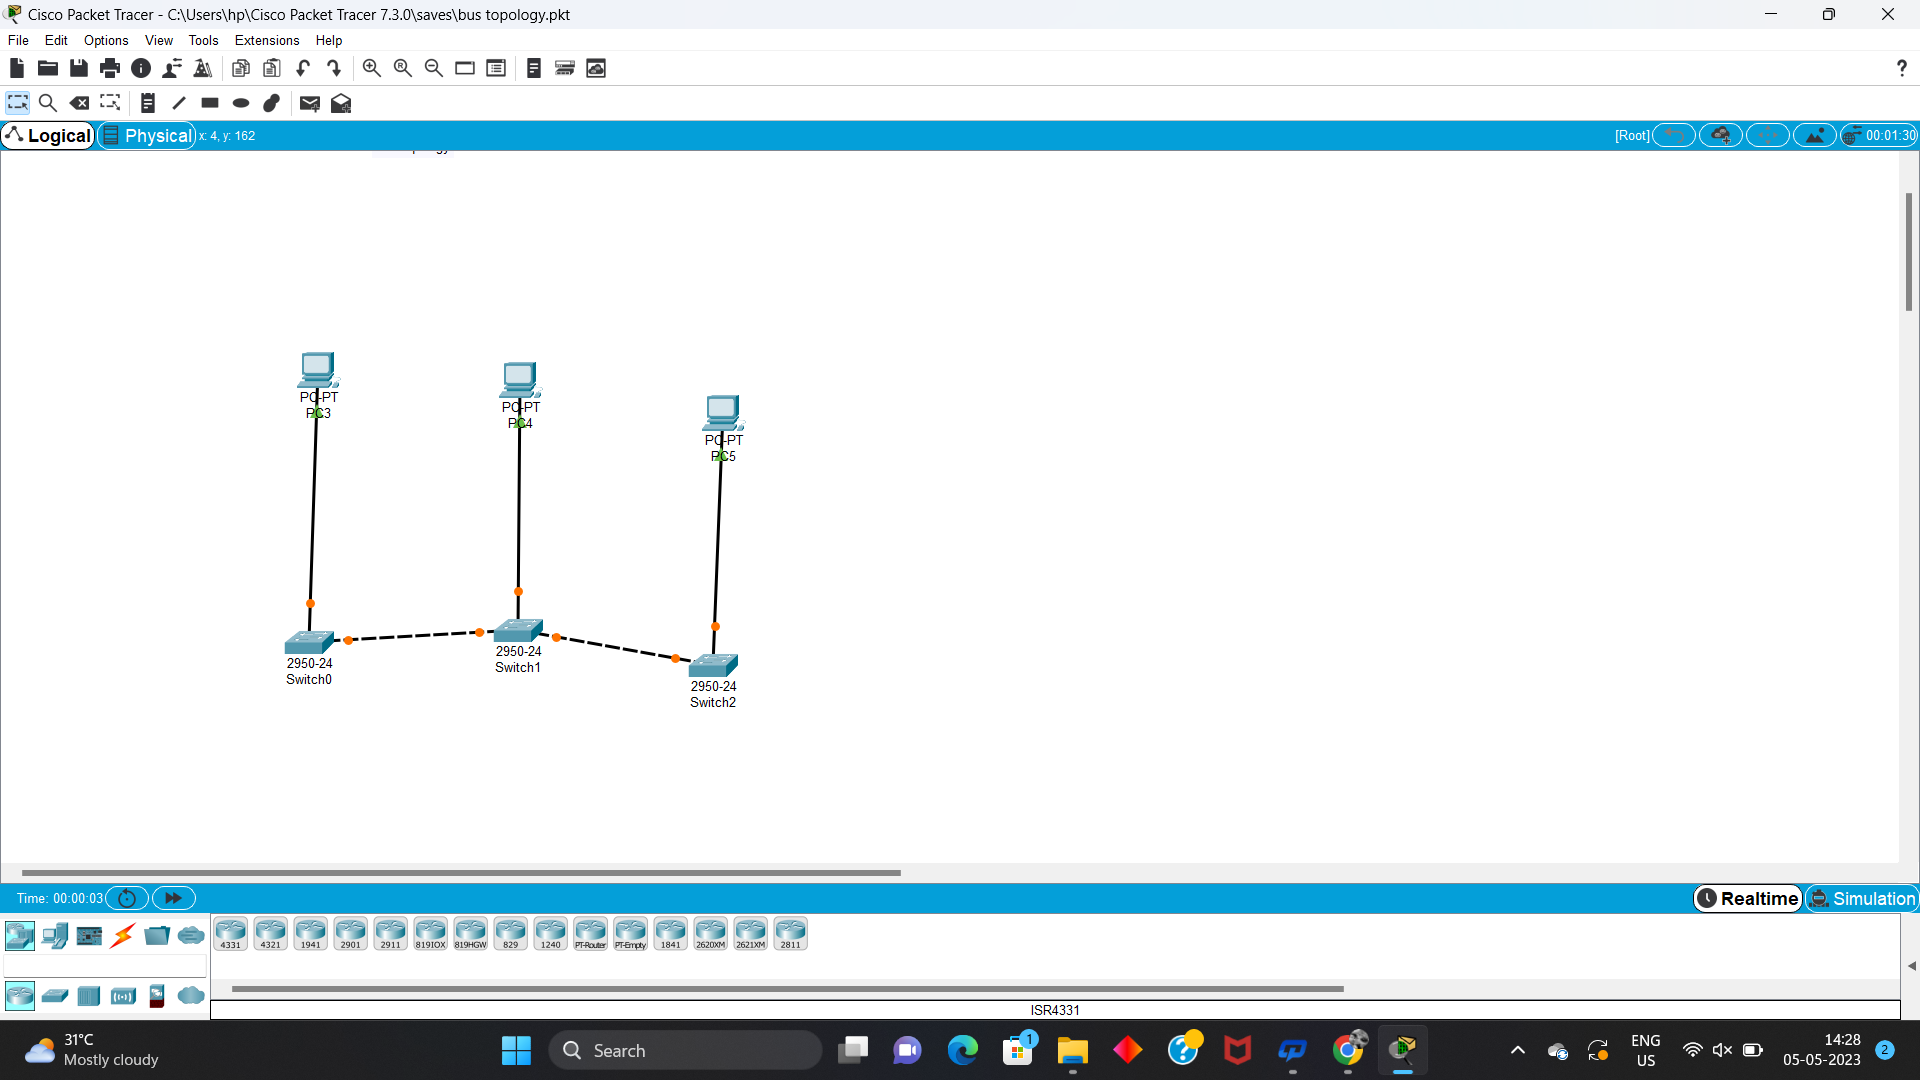 Cisco Packet Tracer - C:\Users\hp\Cisco Packet Tracer 7.3.0\saves\bus topology.pkt
File Edit Options View Tools Extensions Help
?
Logical Physical x: 4, y: 162 [Root] 00:01:30
PC-PT
PC3
PC-PT
PC4
PC-PT
PC5
2950-24
Switch0
2950-24
Switch1
2950-24
Switch2
Time: 00:00:03 Realtime Simulation
4331 4321 1941 2901 2911 819IOX 819HGW 829 1240 PT-Router PT-Empty 1841 2620XM 2621XM 2811
ISR4331
31°C
Mostly cloudy
Search
1
ENG
US
14:28
05-05-2023
2